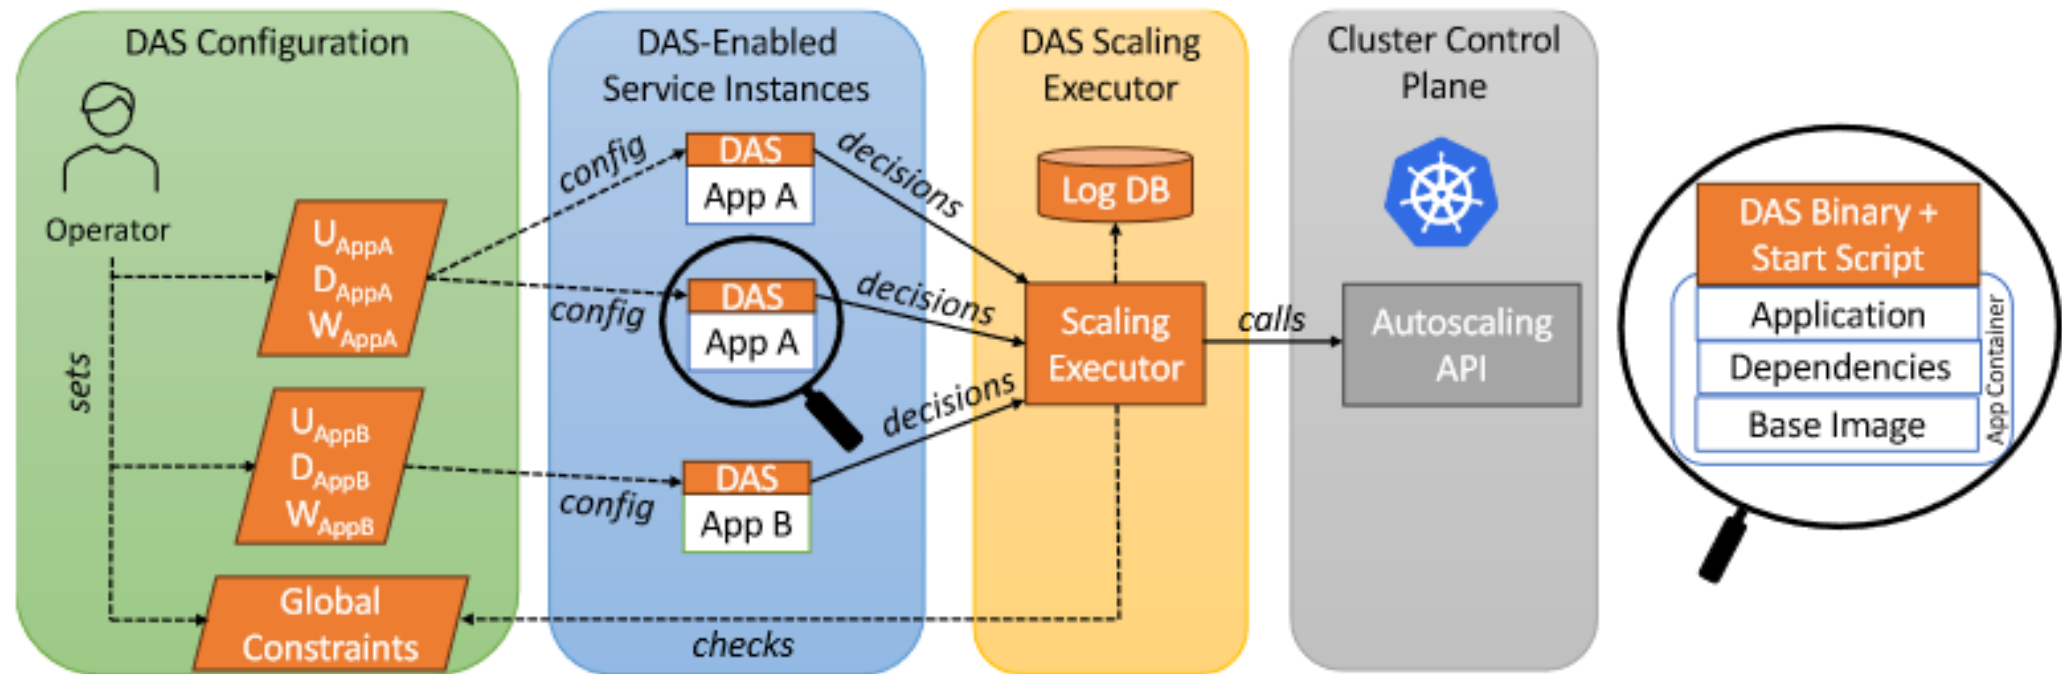 DAS Configuration
Operator
sets
U_AppA
D_AppA
W_AppA
U_AppB
D_AppB
W_AppB
Global
Constraints
DAS-Enabled
Service Instances
config
config
config
DAS
App A
DAS
App A
DAS
App B
decisions
decisions
decisions
checks
DAS Scaling
Executor
Log DB
Scaling
Executor
calls
Cluster Control
Plane
Autoscaling
API
DAS Binary +
Start Script
Application
Dependencies
Base Image
App Container